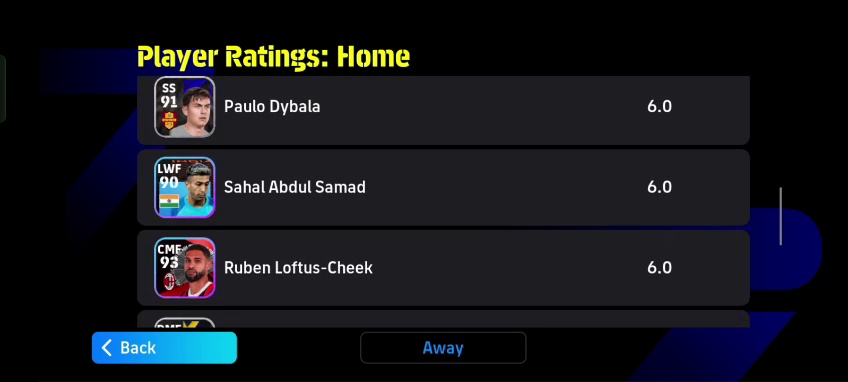 Player Ratings: Home
SS
91
Paulo Dybala
6.0
LWF
90
Sahal Abdul Samad
6.0
CMF
93
Ruben Loftus-Cheek
6.0
Back
Away